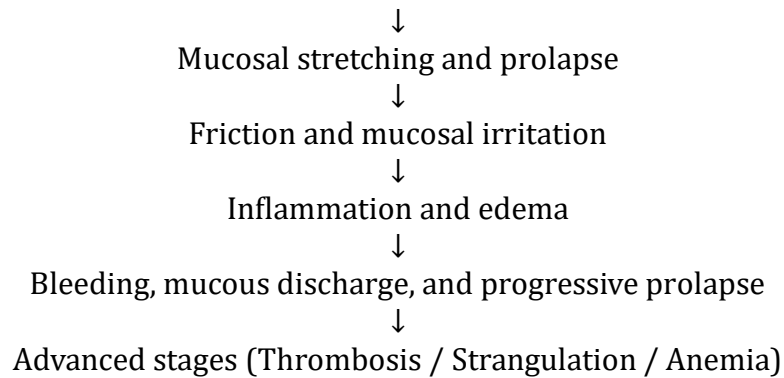 ↓
Mucosal stretching and prolapse
↓
Friction and mucosal irritation
↓
Inflammation and edema
↓
Bleeding, mucous discharge, and progressive prolapse
↓
Advanced stages (Thrombosis / Strangulation / Anemia)